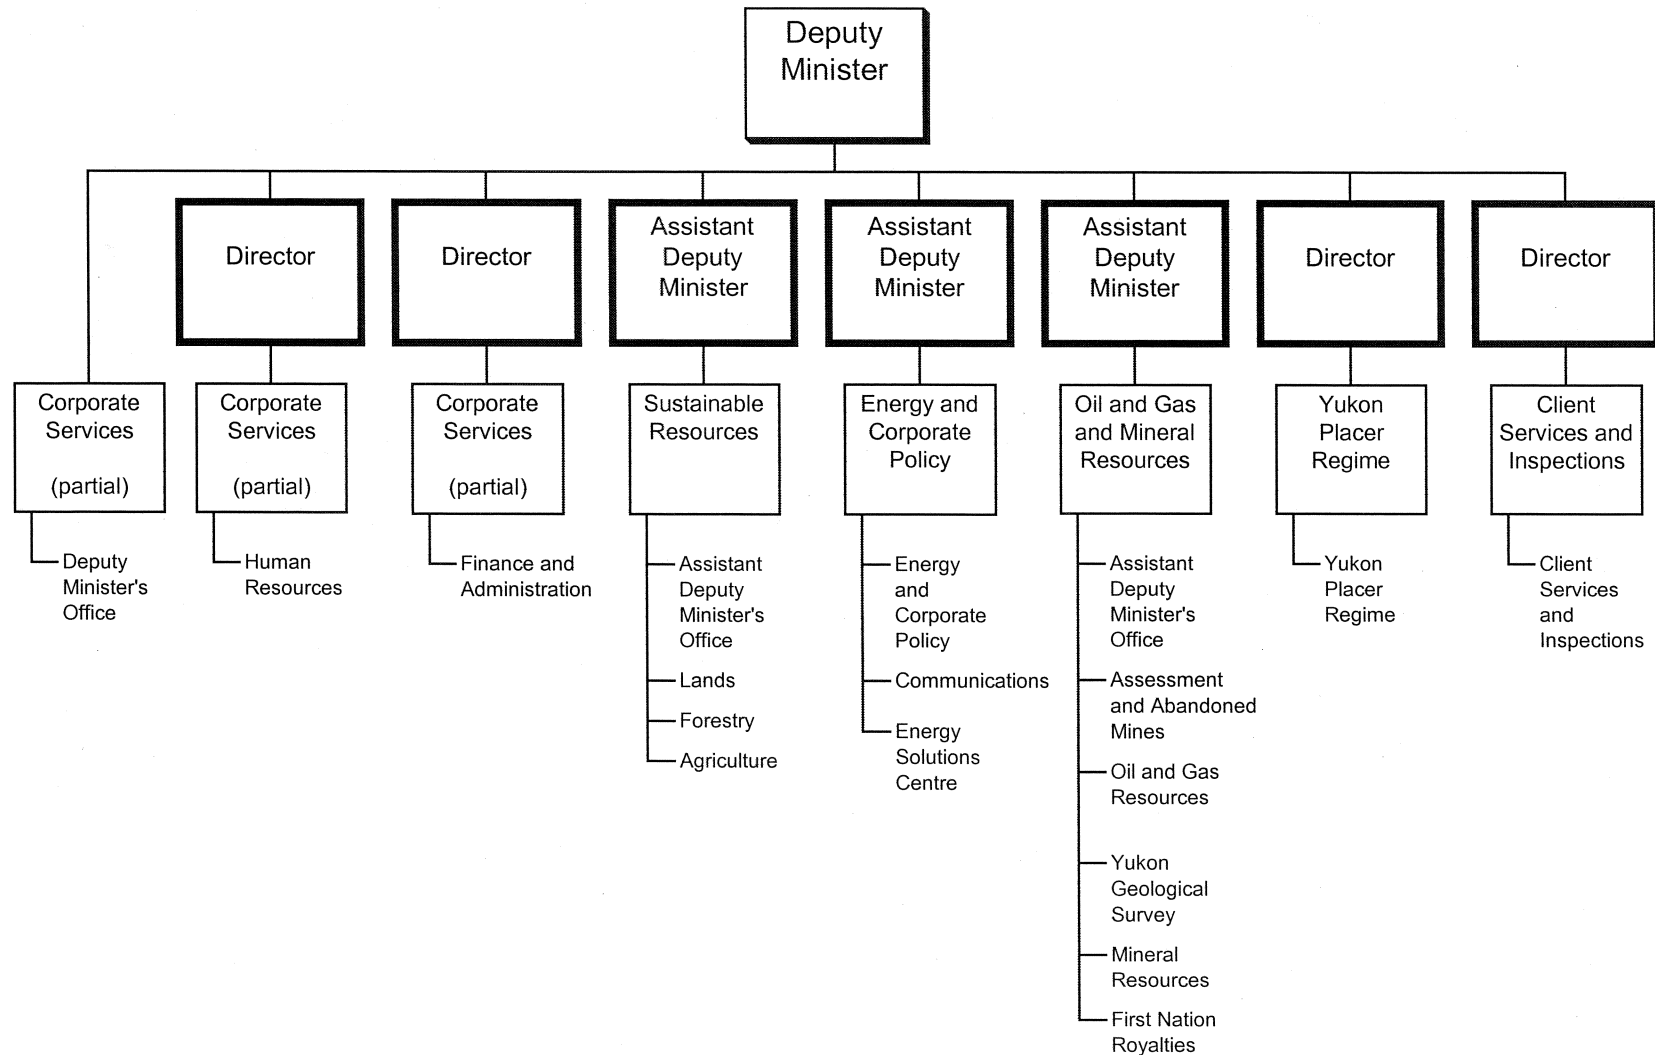 Deputy
Minister
Director
Director
Assistant
Deputy
Minister
Assistant
Deputy
Minister
Assistant
Deputy
Minister
Director
Director
Corporate
Services
(partial)
Corporate
Services
(partial)
Corporate
Services
(partial)
Sustainable
Resources
Energy and
Corporate
Policy
Oil and Gas
and Mineral
Resources
Yukon
Placer
Regime
Client
Services and
Inspections
Deputy
Minister's
Office
Human
Resources
Finance and
Administration
Assistant
Deputy
Minister's
Office
Lands
Forestry
Agriculture
Energy
and
Corporate
Policy
Communications
Energy
Solutions
Centre
Assistant
Deputy
Minister's
Office
Assessment
and Abandoned
Mines
Oil and Gas
Resources
Yukon
Geological
Survey
Mineral
Resources
First Nation
Royalties
Yukon
Placer
Regime
Client
Services
and
Inspections